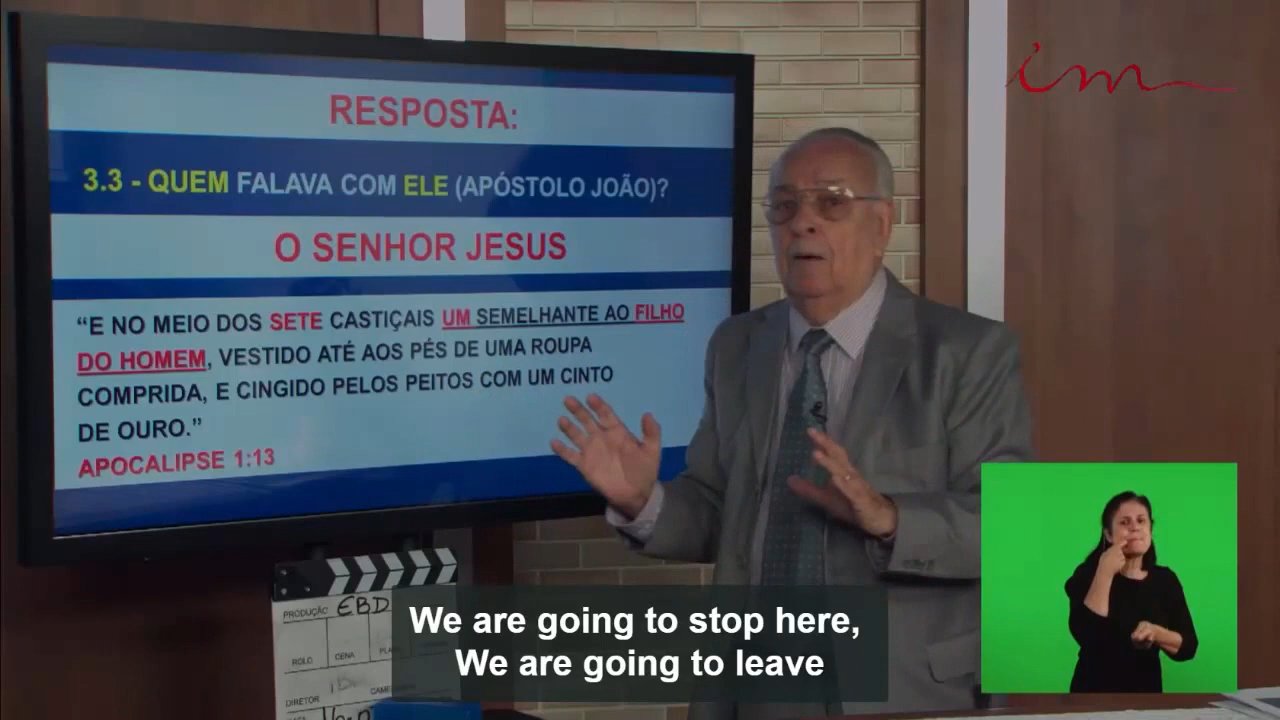 im
RESPOSTA:
3.3 - QUEM FALAVA COM ELE (APÓSTOLO JOÃO)?
O SENHOR JESUS
“E NO MEIO DOS SETE CASTIÇAIS UM SEMELHANTE AO FILHO
DO HOMEM, VESTIDO ATÉ AOS PÉS DE UMA ROUPA
COMPRIDA, E CINGIDO PELOS PEITOS COM UM CINTO
DE OURO.”
APOCALIPSE 1:13
PRODUÇÃO EBD
ROLO CENA
DIRETOR
We are going to stop here,
We are going to leave